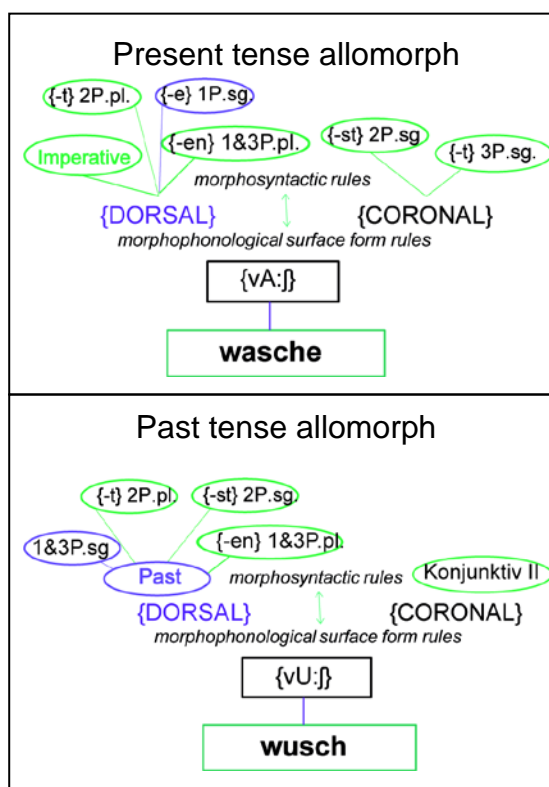 Present tense allomorph
{-t} 2P.pl. {-e} 1P.sg.
Imperative {-en} 1&3P.pl. {-st} 2P.sg {-t} 3P.sg.
morphosyntactic rules
{DORSAL} {CORONAL}
morphophonological surface form rules
{vA:ʃ}
wasche
Past tense allomorph
{-t} 2P.pl. {-st} 2P.sg.
1&3P.sg {-en} 1&3P.pl.
Past morphosyntactic rules Konjunktiv II
{DORSAL} {CORONAL}
morphophonological surface form rules
{vU:ʃ}
wusch